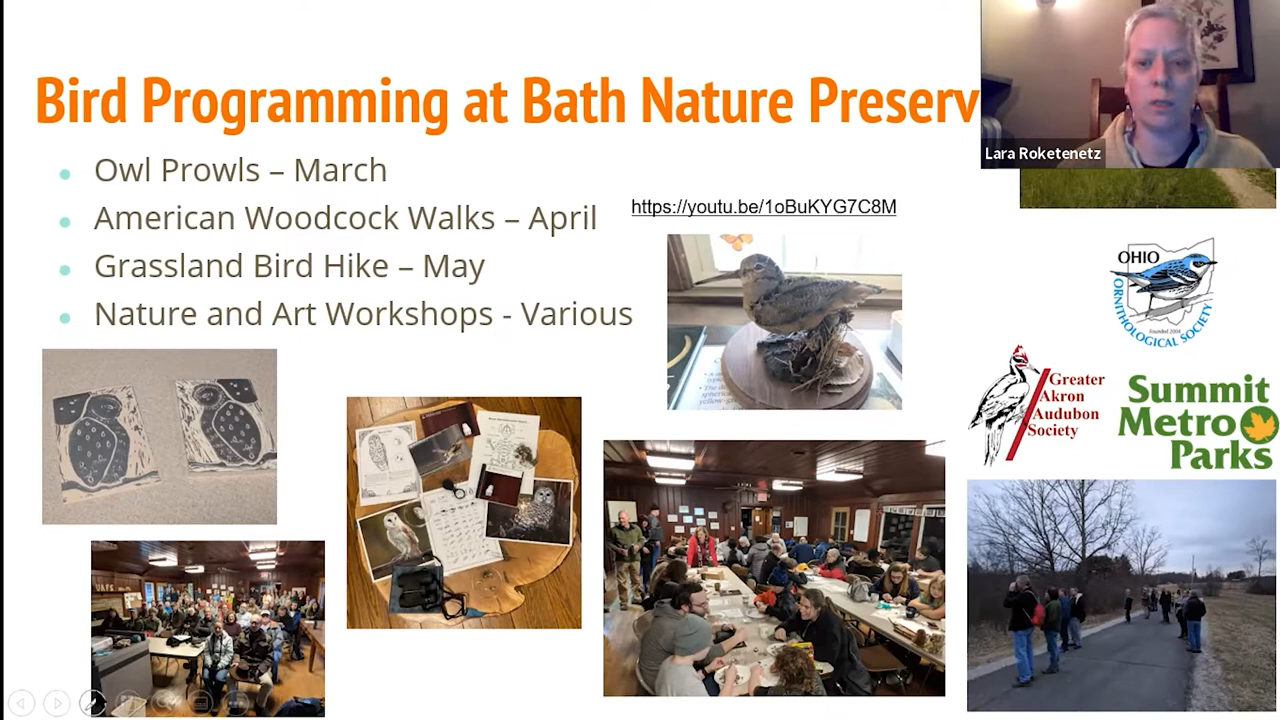 Bird Programming at Bath Nature Preserv
Lara Roketenetz
Owl Prowls – March
American Woodcock Walks – April
Grassland Bird Hike – May
Nature and Art Workshops - Various
https://youtu.be/1oBuKYG7C8M
OHIO
ORNITHOLOGICAL SOCIETY
Founded 2004
Greater
Akron
Audubon
Society
Summit
Metro
Parks